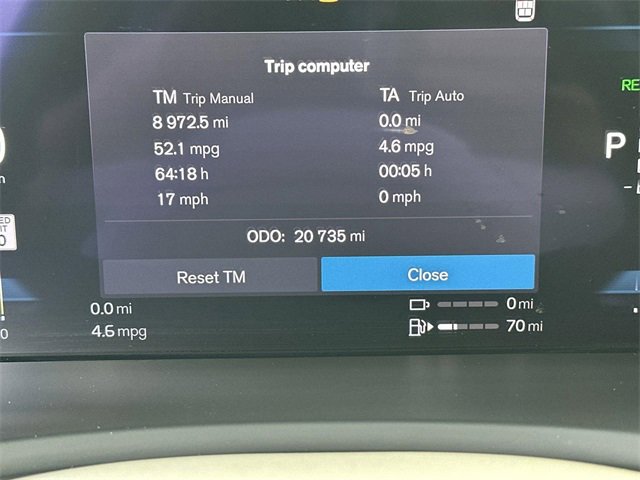 Trip computer
TM Trip Manual
8 972.5 mi
52.1 mpg
64:18 h
17 mph
TA Trip Auto
0.0 mi
4.6 mpg
00:05 h
0 mph
ODO: 20 735 mi
Reset TM
Close
0.0 mi
4.6 mpg
0 mi
70 mi
RE
P